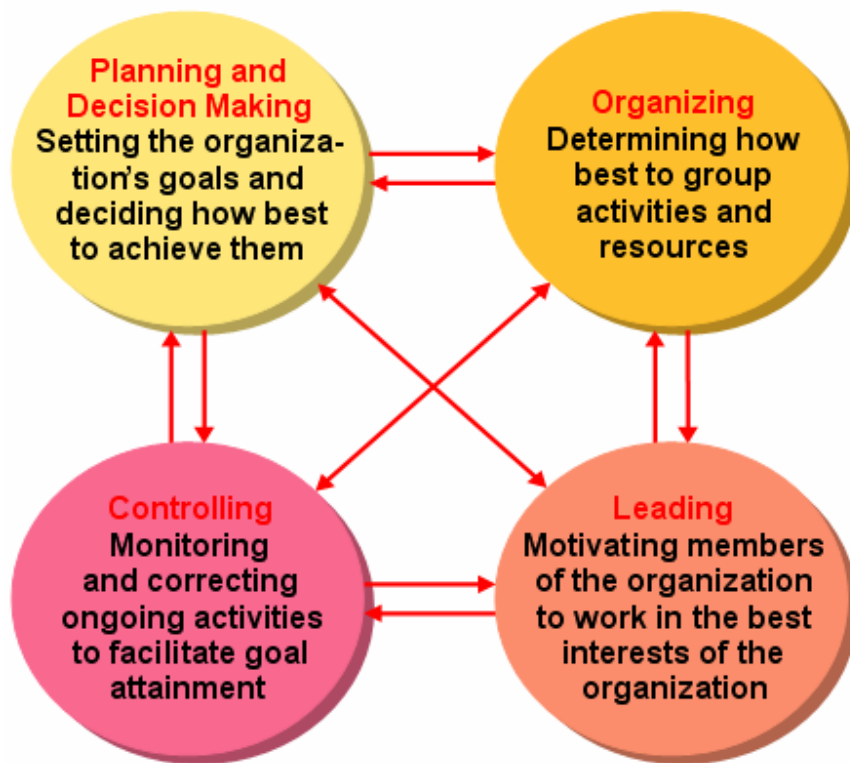 Planning and
Decision Making
Setting the organiza-
tion's goals and
deciding how best
to achieve them
Organizing
Determining how
best to group
activities and
resources
Controlling
Monitoring
and correcting
ongoing activities
to facilitate goal
attainment
Leading
Motivating members
of the organization
to work in the best
interests of the
organization